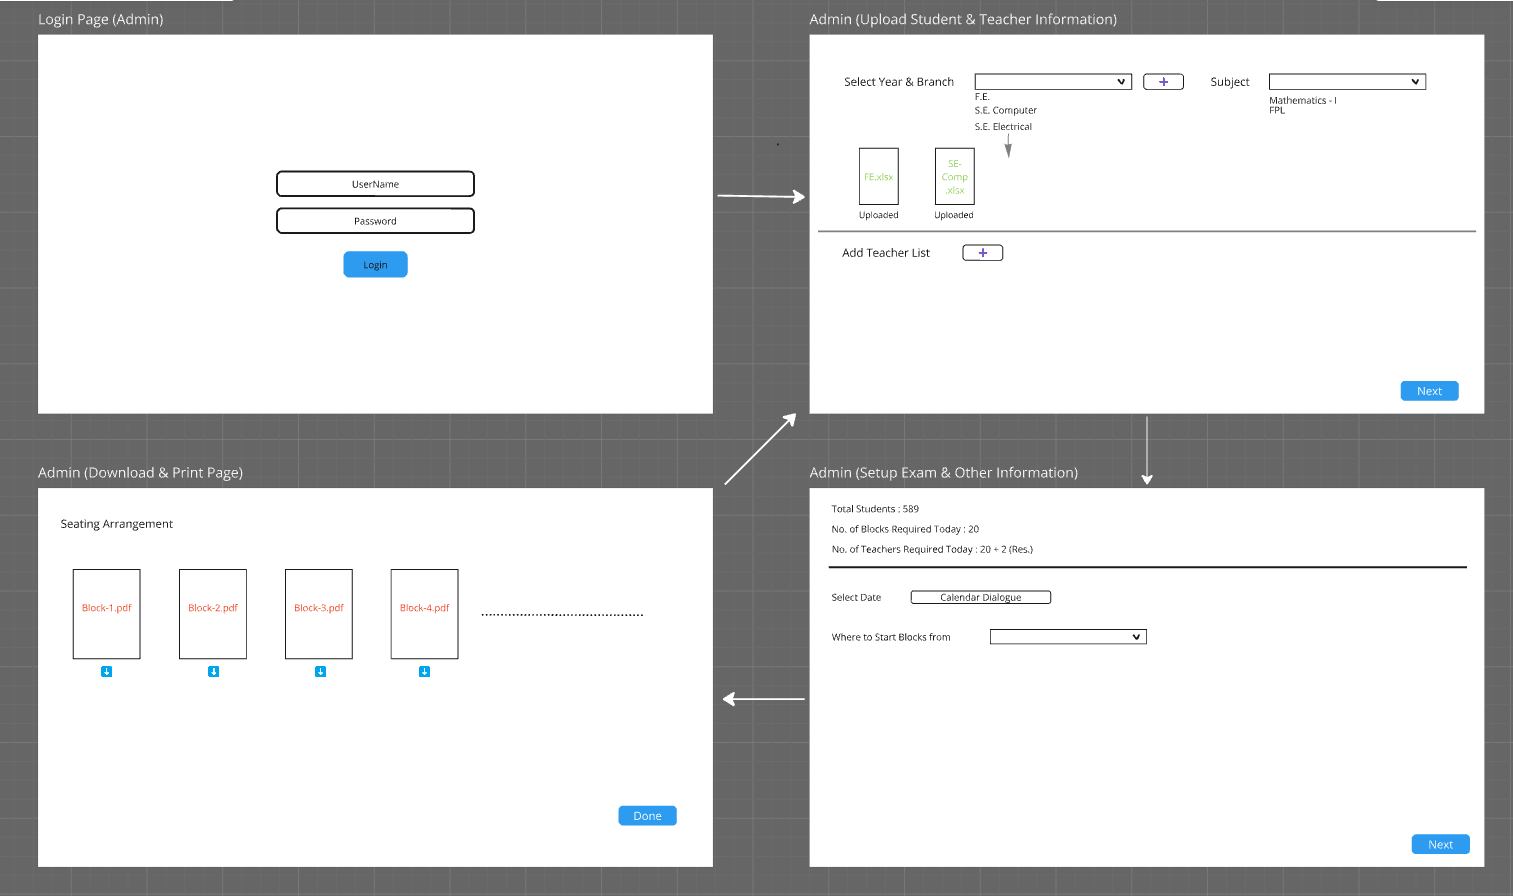 Login Page (Admin)
UserName
Password
Login
Admin (Upload Student & Teacher Information)
Select Year & Branch
+
Subject
F.E.
S.E. Computer
S.E. Electrical
Mathematics - I
FPL
FE.xlsx
SE-
Comp
.xlsx
Uploaded
Uploaded
Add Teacher List
+
Next
Admin (Download & Print Page)
Seating Arrangement
Block-1.pdf
Block-2.pdf
Block-3.pdf
Block-4.pdf
Done
Admin (Setup Exam & Other Information)
Total Students : 589
No. of Blocks Required Today : 20
No. of Teachers Required Today : 20 + 2 (Res.)
Select Date
Calendar Dialogue
Where to Start Blocks from
Next